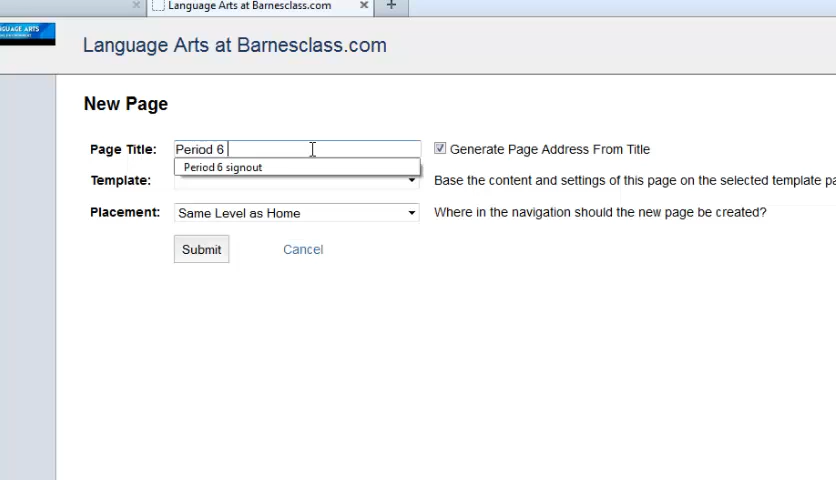 Language Arts at Barnesclass.com
GUAGE ARTS
Language Arts at Barnesclass.com
New Page
Page Title: Period 6 Generate Page Address From Title
Period 6 signout
Template: Base the content and settings of this page on the selected template pa
Placement: Same Level as Home Where in the navigation should the new page be created?
Submit Cancel